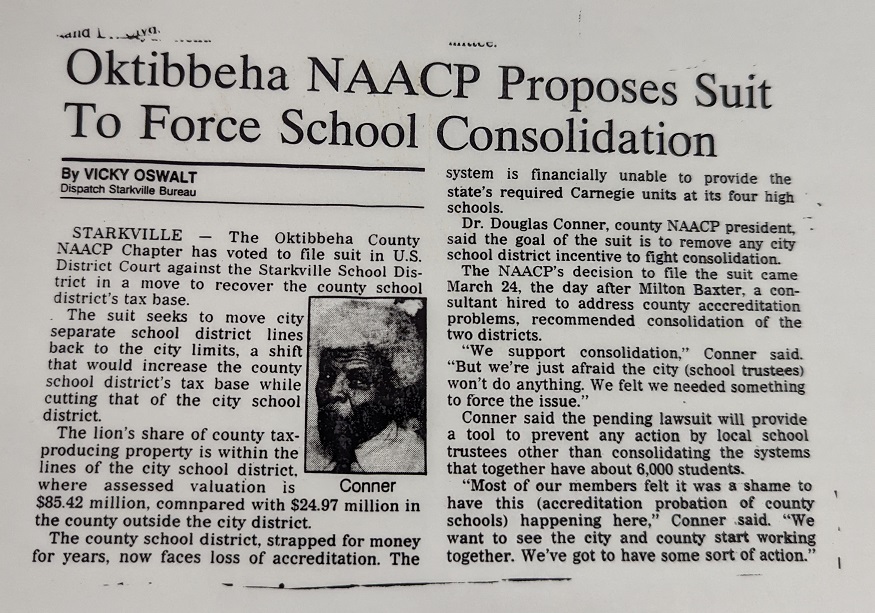 Oktibbeha NAACP Proposes Suit
To Force School Consolidation
By VICKY OSWALT
Dispatch Starkville Bureau
STARKVILLE — The Oktibbeha County
NAACP Chapter has voted to file suit in U.S.
District Court against the Starkville School Dis-
trict in a move to recover the county school
district's tax base.
The suit seeks to move city
separate school district lines
back to the city limits, a shift
that would increase the county
school district's tax base while
cutting that of the city school
district.
The lion's share of county tax-
producing property is within the
lines of the city school district,
where assessed valuation is
$85.42 million, comnpared with $24.97 million in
the county outside the city district.
The county school district, strapped for money
for years, now faces loss of accreditation. The
Conner
system is financially unable to provide the
state's required Carnegie units at its four high
schools.
Dr. Douglas Conner, county NAACP president,
said the goal of the suit is to remove any city
school district incentive to fight consolidation.
The NAACP's decision to file the suit came
March 24, the day after Milton Baxter, a con-
sultant hired to address county acccreditation
problems, recommended consolidation of the
two districts.
"We support consolidation," Conner said.
"But we're just afraid the city (school trustees)
won't do anything. We felt we needed something
to force the issue."
Conner said the pending lawsuit will provide
a tool to prevent any action by local school
trustees other than consolidating the systems
that together have about 6,000 students.
"Most of our members felt it was a shame to
have this (accreditation probation of county
schools) happening here," Conner said. "We
want to see the city and county start working
together. We've got to have some sort of action."